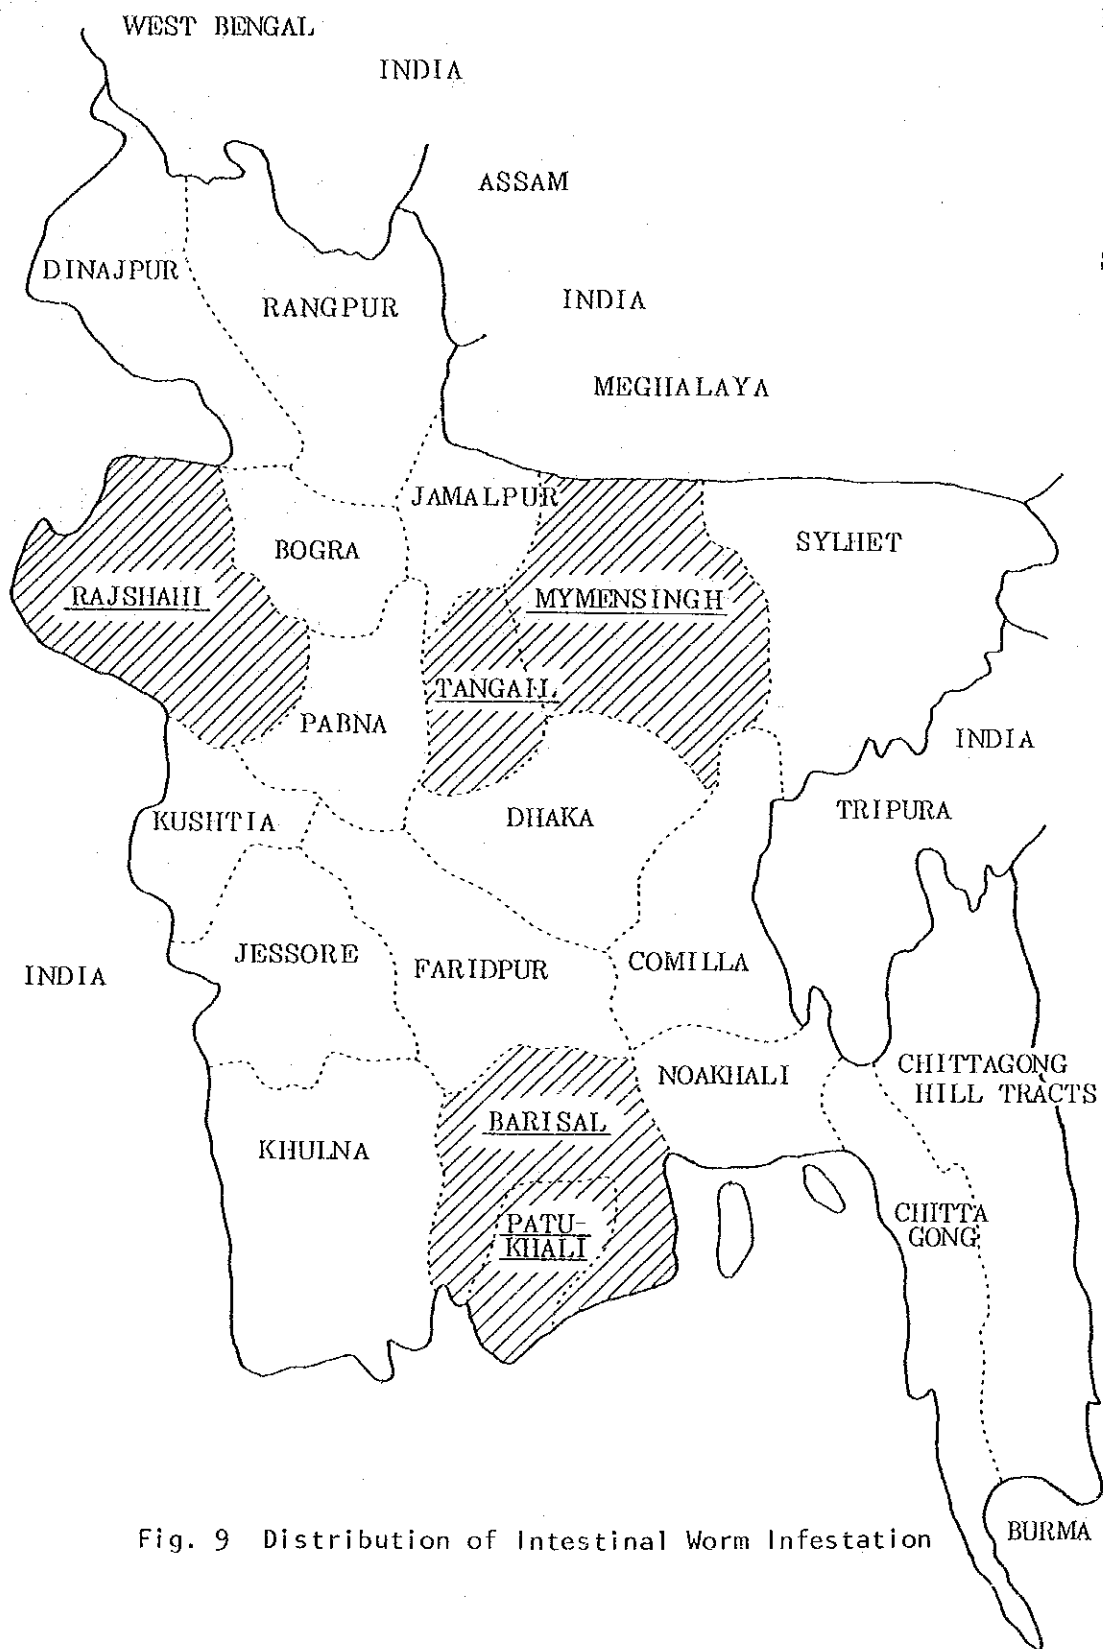 WEST BENGAL
INDIA
ASSAM
DINAJPUR
RANGPUR
INDIA
MEGHALAYA
JAMALPUR
BOGRA
SYLHET
RAJSHAHI
MYMENSINGH
TANGAIL
PABNA
INDIA
KUSHTIA
DHAKA
TRIPURA
JESSORE
FARIDPUR
COMILLA
INDIA
NOAKHALI
CHITTAGONG
HILL TRACTS
BARISAL
KHULNA
PATU-
KHALI
CHITTA
GONG
Fig. 9 Distribution of Intestinal Worm Infestation
BURMA